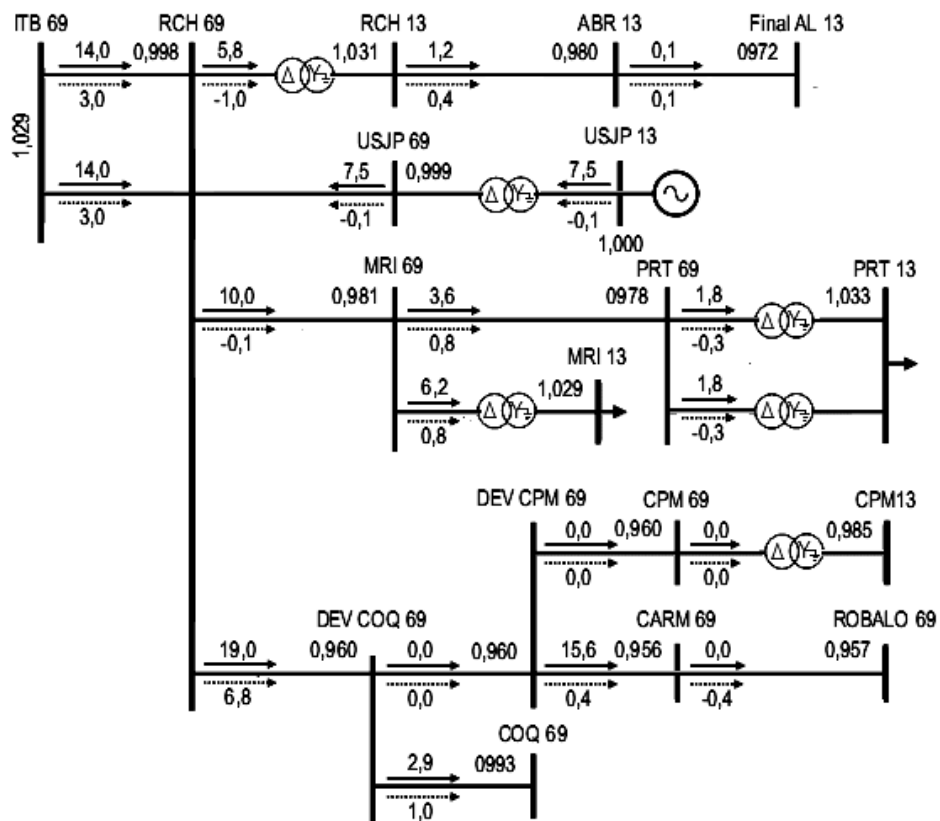 ITB 69 RCH 69 RCH 13 ABR 13 Final AL 13
14,0 0,998 5,8 1,031 1,2 0,980 0,1 0972
3,0 -1,0 0,4 0,1
Δ Y
1,029
USJP 69 USJP 13
14,0 7,5 0,999 7,5
3,0 -0,1 Δ Y -0,1
1,000
MRI 69 PRT 69 PRT 13
10,0 0,981 3,6 0978 1,8 1,033
-0,1 0,8 -0,3 Δ Y
MRI 13
6,2 1,029 1,8
0,8 Δ Y -0,3 Δ Y
DEV CPM 69 CPM 69 CPM13
0,0 0,960 0,0 0,985
0,0 0,0 Δ Y
DEV COQ 69 CARM 69 ROBALO 69
19,0 0,960 0,0 0,960 15,6 0,956 0,0 0,957
6,8 0,0 0,4 -0,4
COQ 69
2,9 0993
1,0